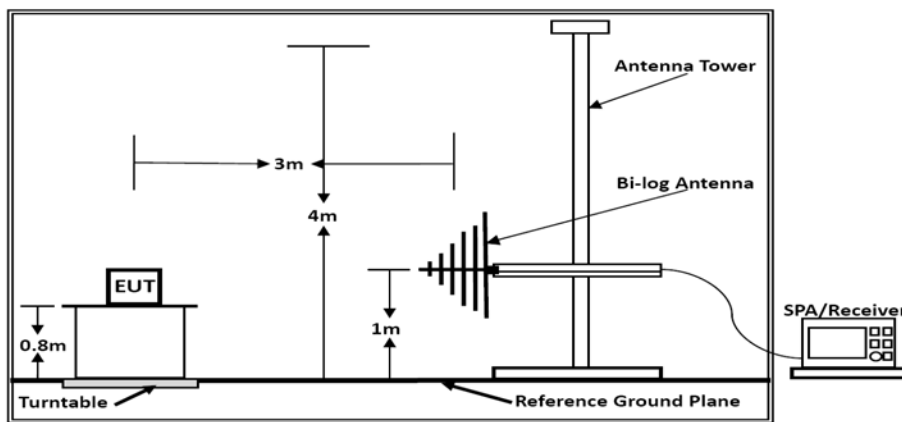 Antenna Tower
3m
Bi-log Antenna
4m
EUT
SPA/Receiver
0.8m
1m
Turntable
Reference Ground Plane